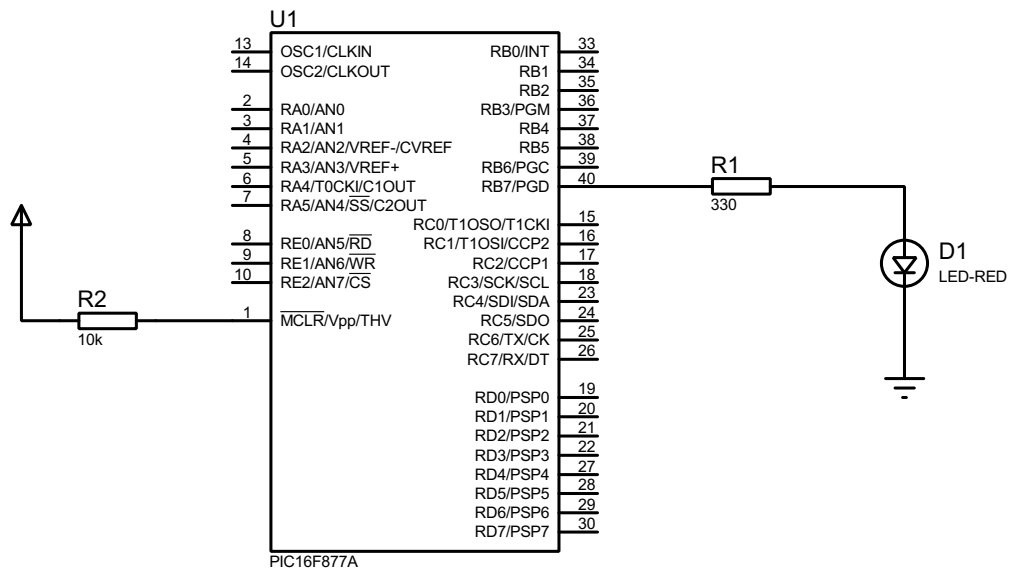 U1
13 OSC1/CLKIN
14 OSC2/CLKOUT
2 RA0/AN0
3 RA1/AN1
4 RA2/AN2/VREF-/CVREF
5 RA3/AN3/VREF+
6 RA4/T0CKI/C1OUT
7 RA5/AN4/SS/C2OUT
8 RE0/AN5/RD
9 RE1/AN6/WR
10 RE2/AN7/CS
1 MCLR/Vpp/THV
RB0/INT 33
RB1 34
RB2 35
RB3/PGM 36
RB4 37
RB5 38
RB6/PGC 39
RB7/PGD 40
RC0/T1OSO/T1CKI 15
RC1/T1OSI/CCP2 16
RC2/CCP1 17
RC3/SCK/SCL 18
RC4/SDI/SDA 23
RC5/SDO 24
RC6/TX/CK 25
RC7/RX/DT 26
RD0/PSP0 19
RD1/PSP1 20
RD2/PSP2 21
RD3/PSP3 22
RD4/PSP4 27
RD5/PSP5 28
RD6/PSP6 29
RD7/PSP7 30
PIC16F877A
R2
10k
R1
330
D1
LED-RED